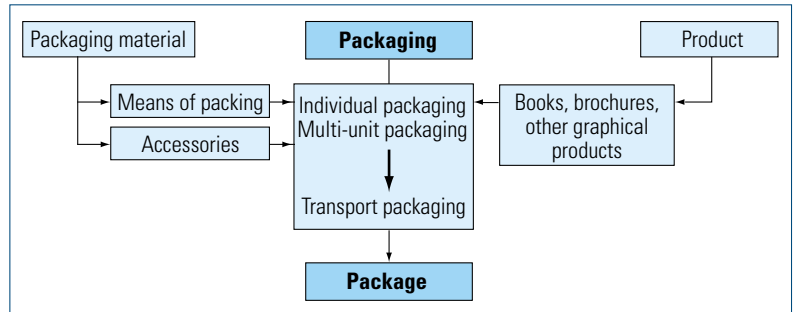 Packaging material
Packaging
Product
Means of packing
Accessories
Individual packaging
Multi-unit packaging
Transport packaging
Books, brochures,
other graphical
products
Package